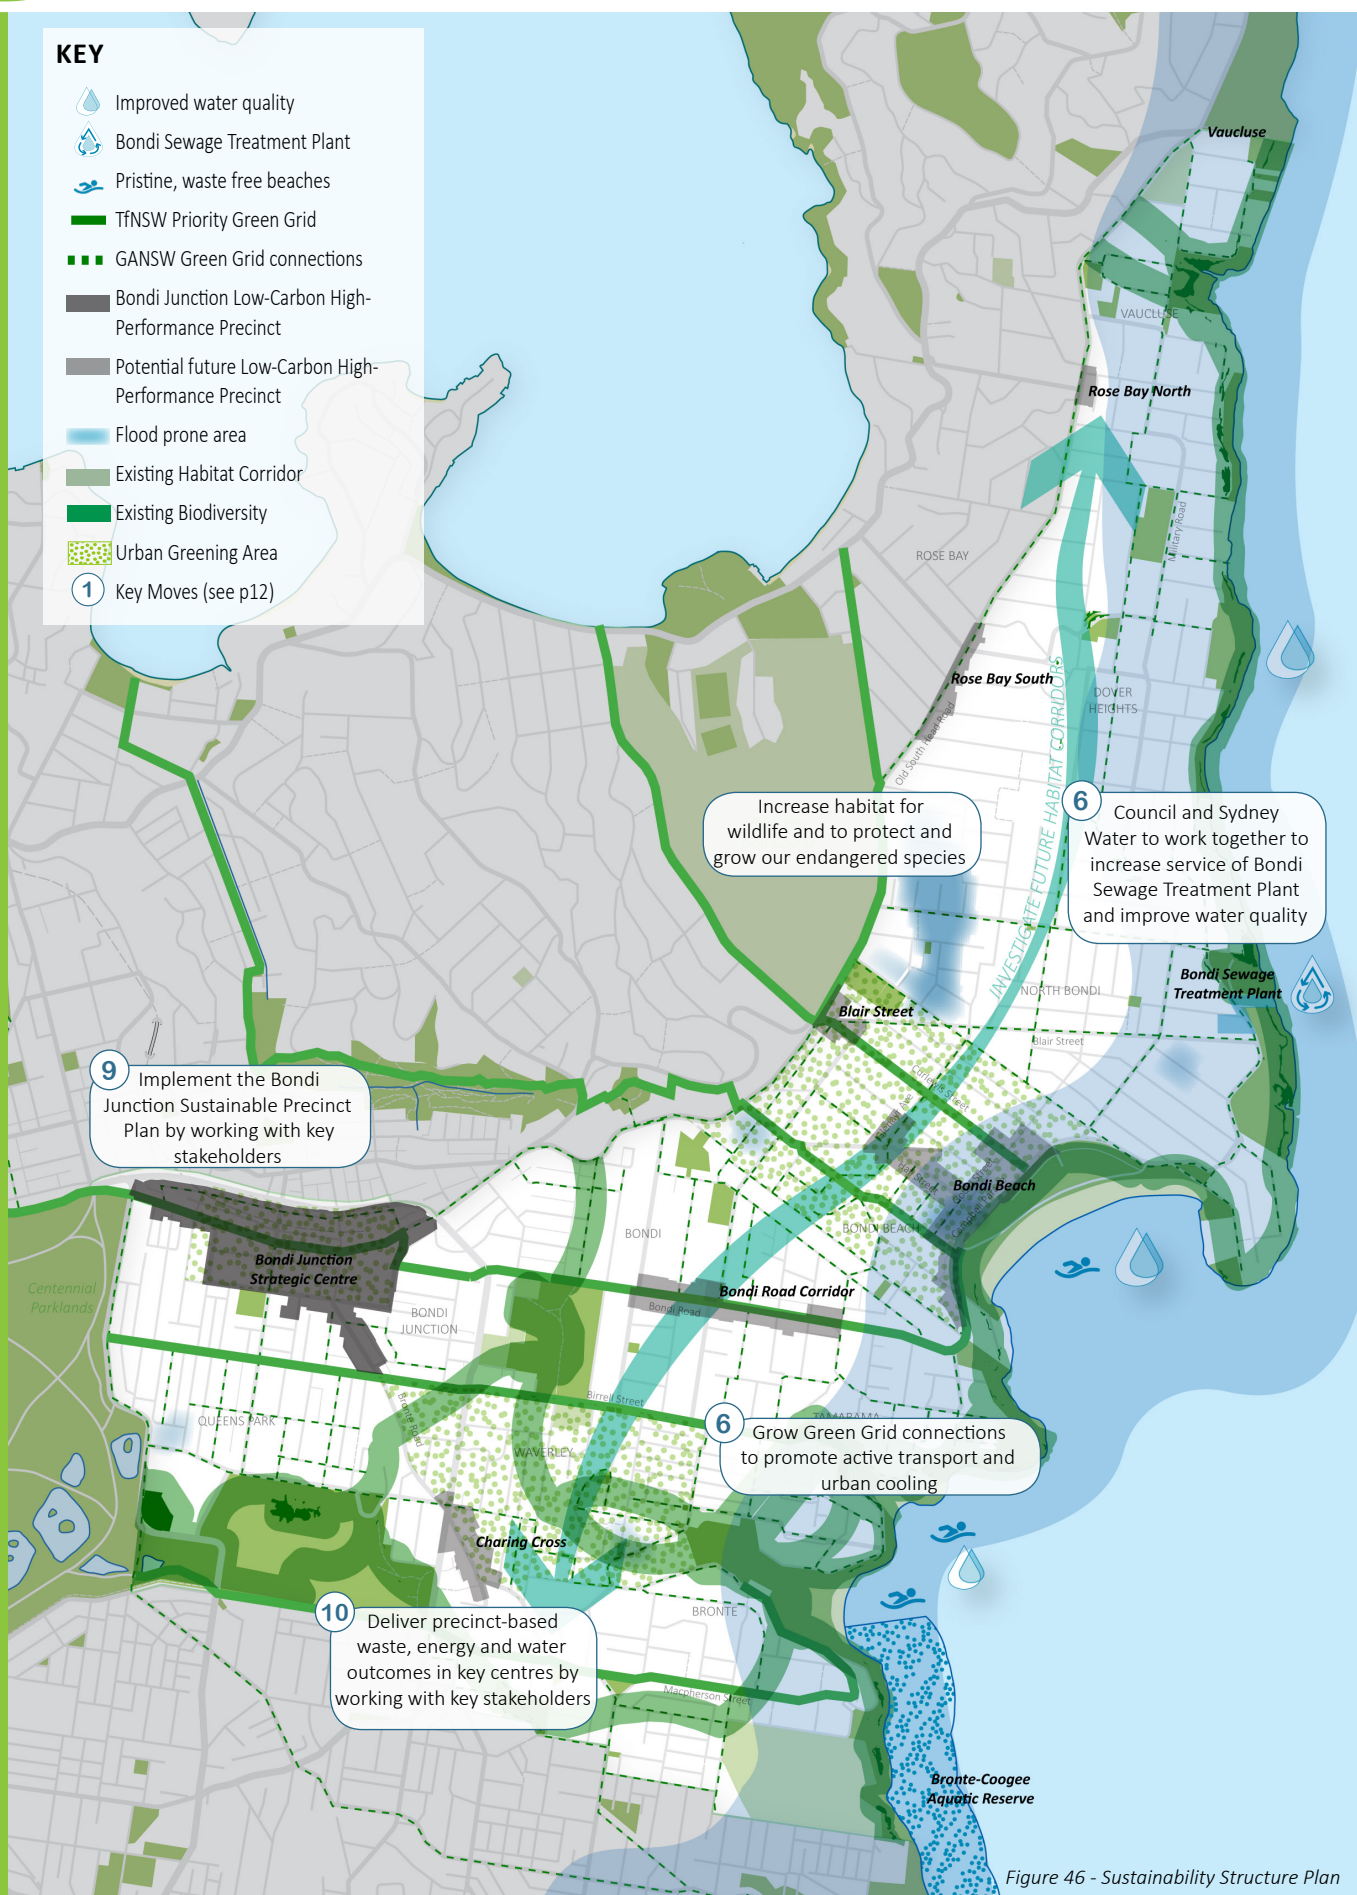 KEY
Improved water quality
Bondi Sewage Treatment Plant
Pristine, waste free beaches
TfNSW Priority Green Grid
GANSW Green Grid connections
Bondi Junction Low-Carbon High-
Performance Precinct
Potential future Low-Carbon High-
Performance Precinct
Flood prone area
Existing Habitat Corridor
Existing Biodiversity
Urban Greening Area
1
Key Moves (see p12)
Vaucluse
VAUCLUSE
Rose Bay North
Military Road
ROSE BAY
Rose Bay South
DOVER
HEIGHTS
Old South Head Road
INVESTIGATE FUTURE HABITAT CORRIDORS
Increase habitat for
wildlife and to protect and
grow our endangered species
6
Council and Sydney
Water to work together to
increase service of Bondi
Sewage Treatment Plant
and improve water quality
Bondi Sewage
Treatment Plant
NORTH BONDI
Blair Street
Blair Street
Curlewis Street
9
Implement the Bondi
Junction Sustainable Precinct
Plan by working with key
stakeholders
Bondi Beach
BONDI BEACH
BONDI
Bondi Junction
Strategic Centre
Centennial
Parklands
BONDI
JUNCTION
Bondi Road Corridor
Bondi Road
Birrell Street
Bronte Road
QUEENS PARK
WAVERLEY
TAMARAMA
6
Grow Green Grid connections
to promote active transport and
urban cooling
Charing Cross
BRONTE
10
Deliver precinct-based
waste, energy and water
outcomes in key centres by
working with key stakeholders
Macpherson Street
Bronte-Coogee
Aquatic Reserve
Figure 46 - Sustainability Structure Plan